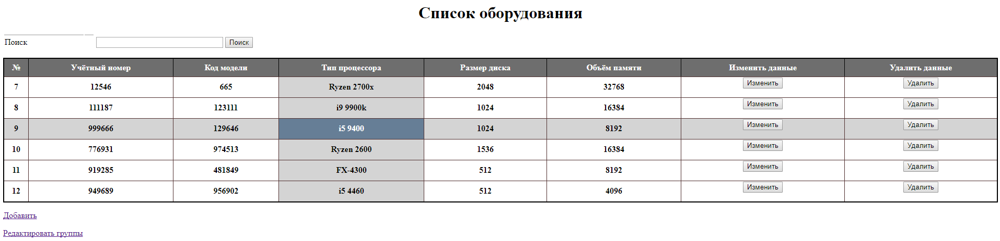 Список оборудования
Поиск Поиск
№ Учётный номер Код модели Тип процессора Размер диска Объём памяти Изменить данные Удалить данные
7 12546 665 Ryzen 2700x 2048 32768 Изменить Удалить
8 111187 123111 i9 9900k 1024 16384 Изменить Удалить
9 999666 129646 i5 9400 1024 8192 Изменить Удалить
10 776931 974513 Ryzen 2600 1536 16384 Изменить Удалить
11 919285 481849 FX-4300 512 8192 Изменить Удалить
12 949689 956902 i5 4460 512 4096 Изменить Удалить
Добавить
Редактировать группы